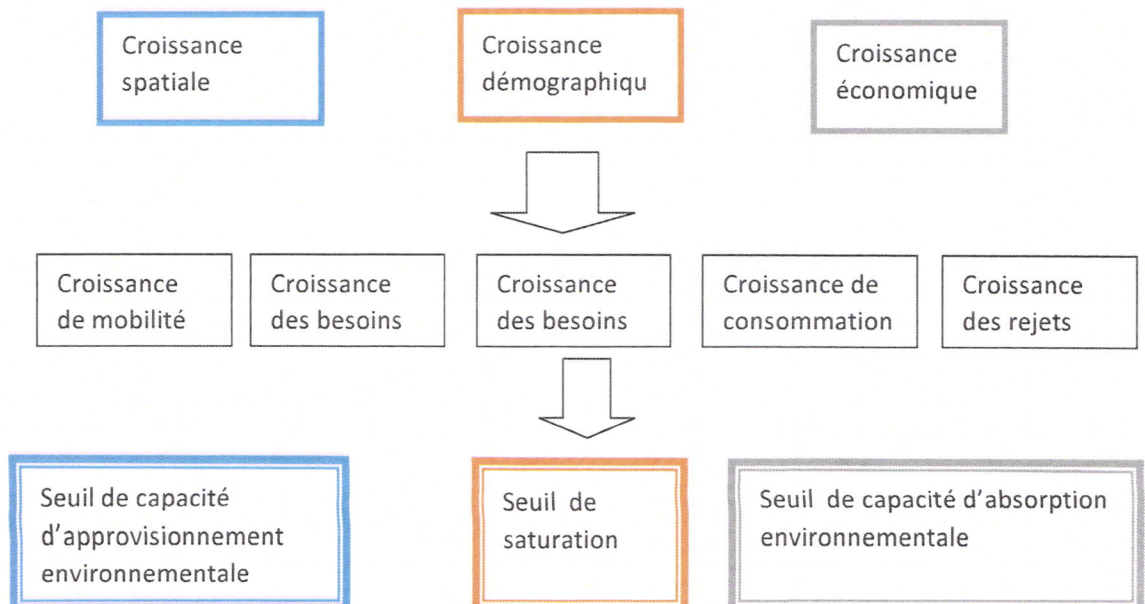 Croissance
spatiale
Croissance
démographiqu
Croissance
économique
Croissance
de mobilité
Croissance
des besoins
Croissance
des besoins
Croissance de
consommation
Croissance
des rejets
Seuil de capacité
d'approvisionnement
environnementale
Seuil de
saturation
Seuil de capacité d'absorption
environnementale